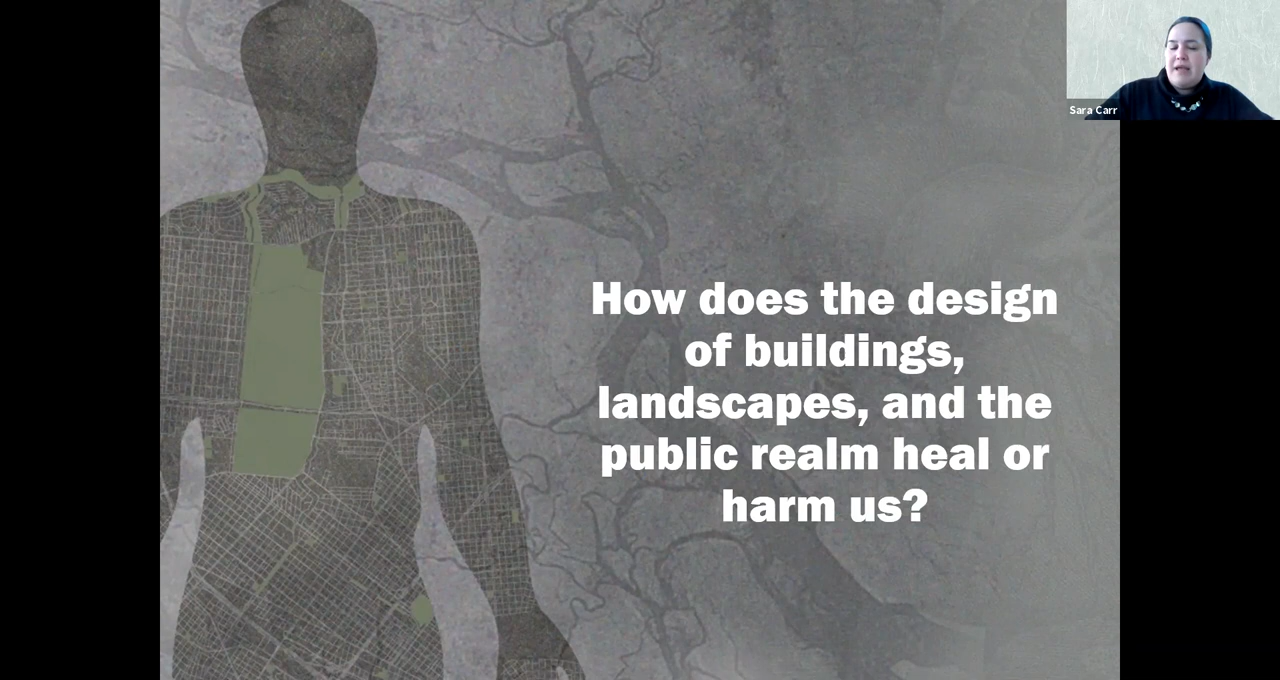 Sara Carr
How does the design
of buildings,
landscapes, and the
public realm heal or
harm us?